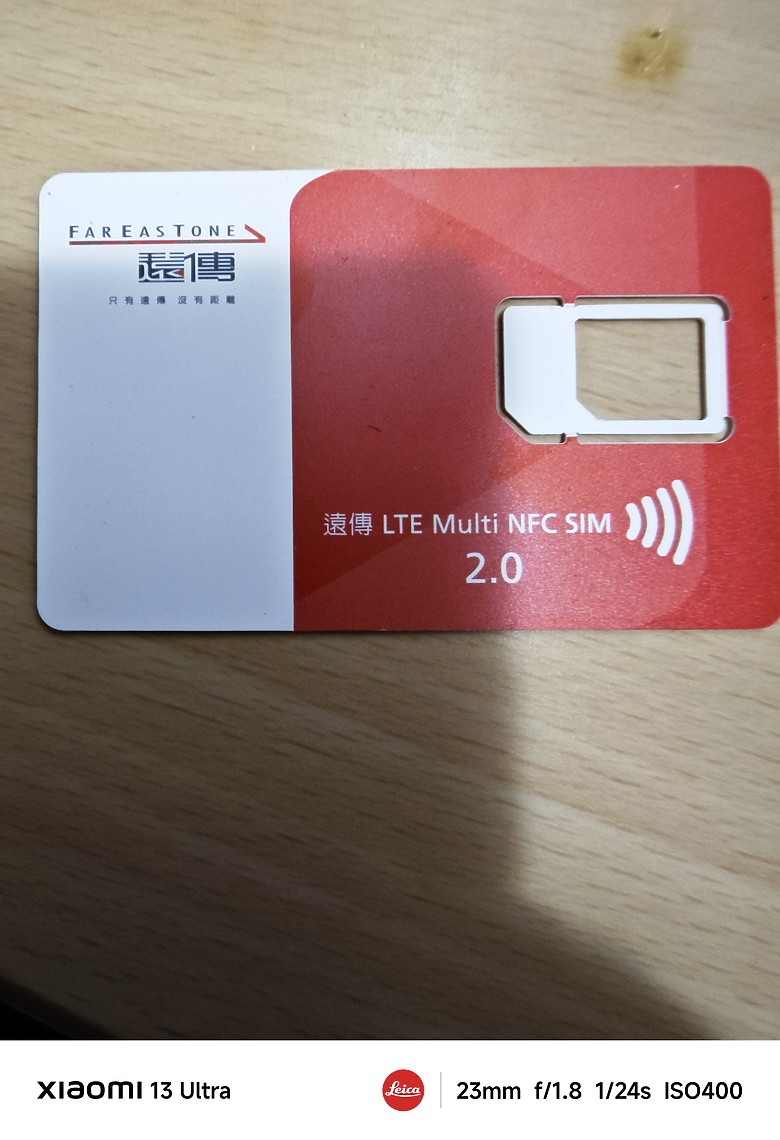 FAREASTONE
遠傳
只有遠傳 沒有距離
遠傳 LTE Multi NFC SIM
2.0
XIAOMI 13 Ultra
Leica
23mm f/1.8 1/24s ISO400